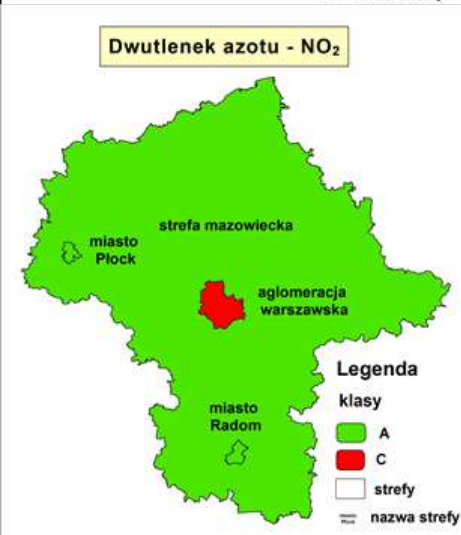 Dwutlenek azotu - NO₂
strefa mazowiecka
miasto
Płock
aglomeracja
warszawska
miasto
Radom
Legenda
klasy
A
C
strefy
nazwa strefy